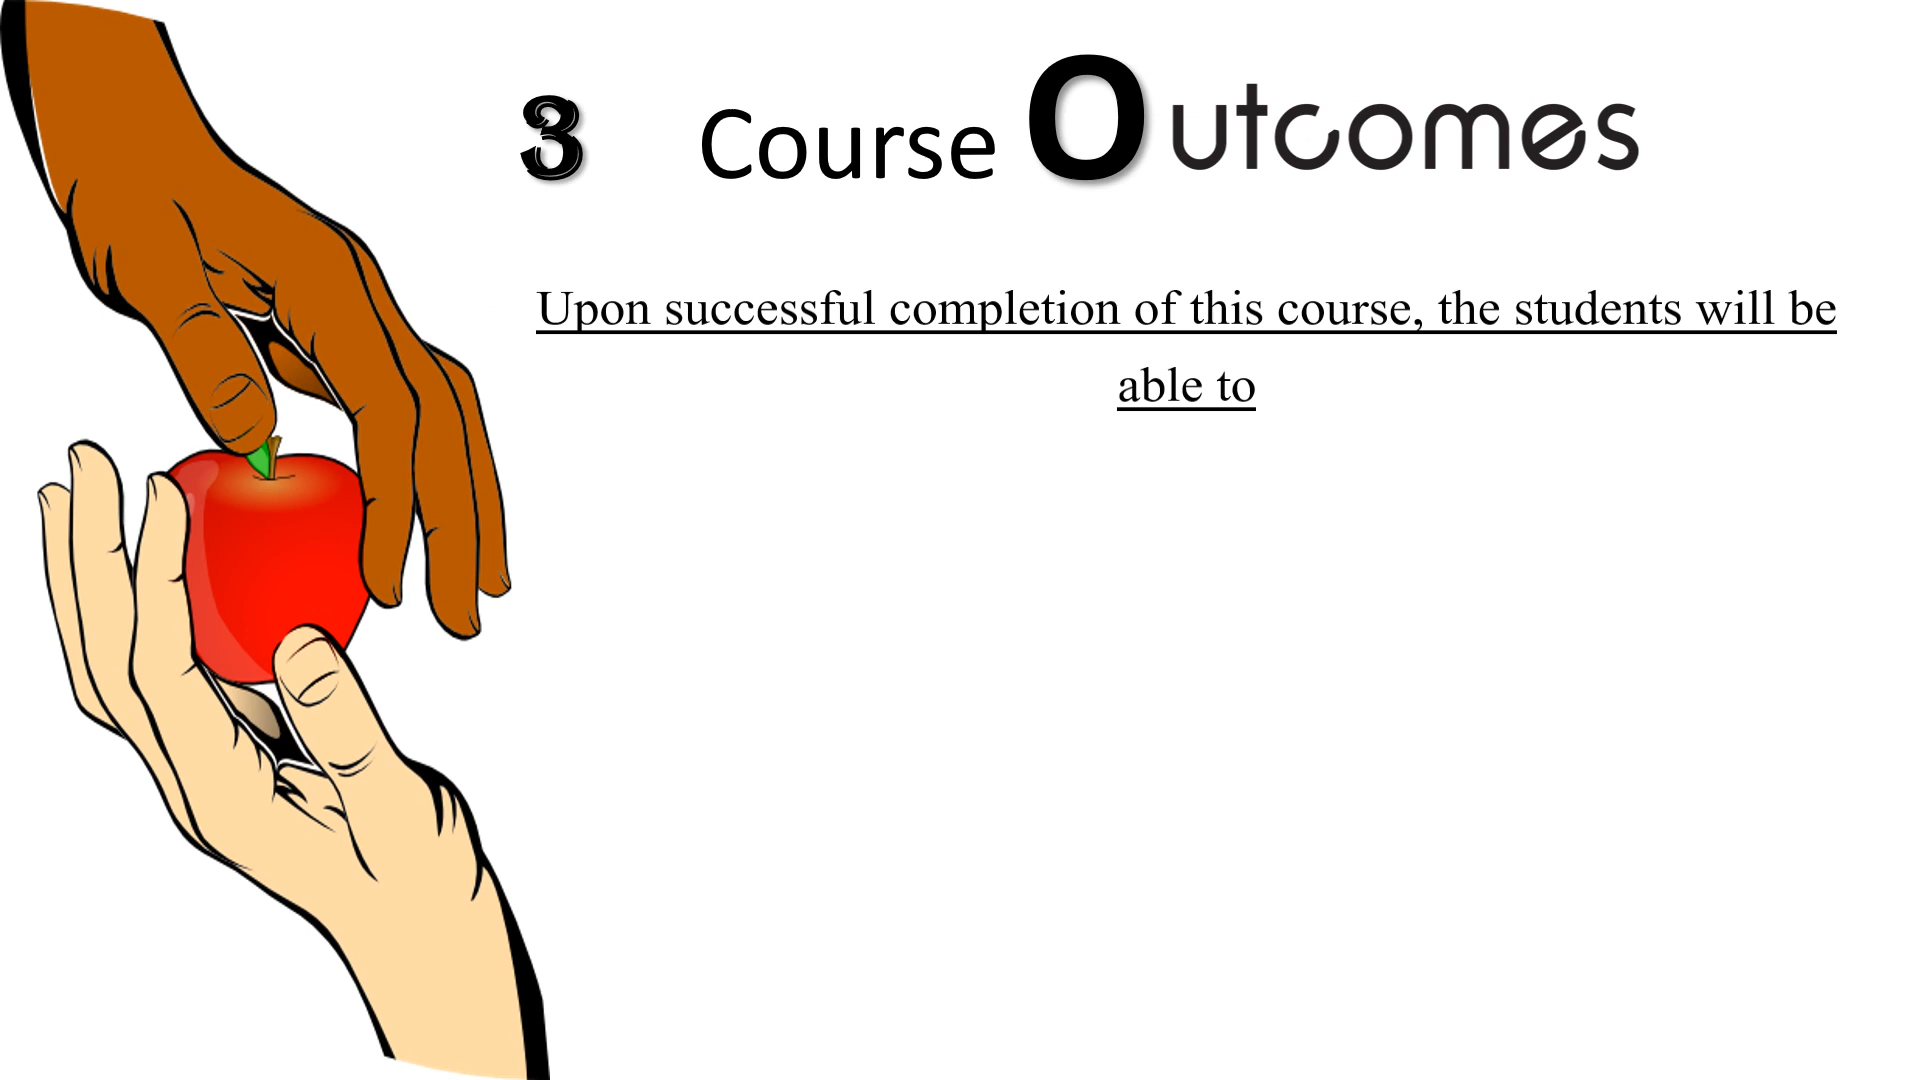 3 Course Outcomes
Upon successful completion of this course, the students will be
able to